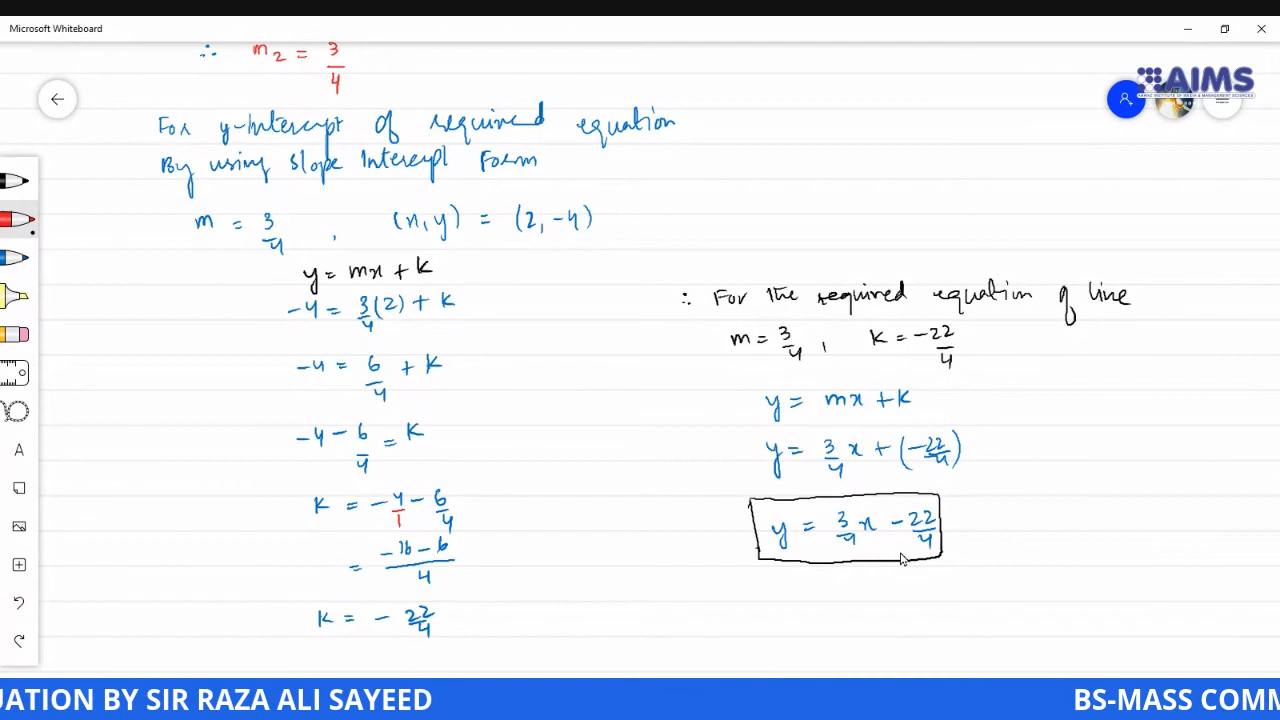 Microsoft Whiteboard
AIMS
∴ m₂ = 3/4
For y-Intercept of required equation
By using Slope Intercept Form
m = 3/4 , (x,y) = (2,-4)
y = mx + k
-4 = 3/4(2) + k
-4 = 6/4 + k
-4 - 6/4 = k
k = -4/1 - 6/4
= -16-6/4
k = - 22/4
∴ For the required equation of line
m = 3/4 , k = -22/4
y = mx + k
y = 3/4 x + (-22/4)
y = 3/4 x - 22/4
A
UATION BY SIR RAZA ALI SAYEED
BS-MASS COMM